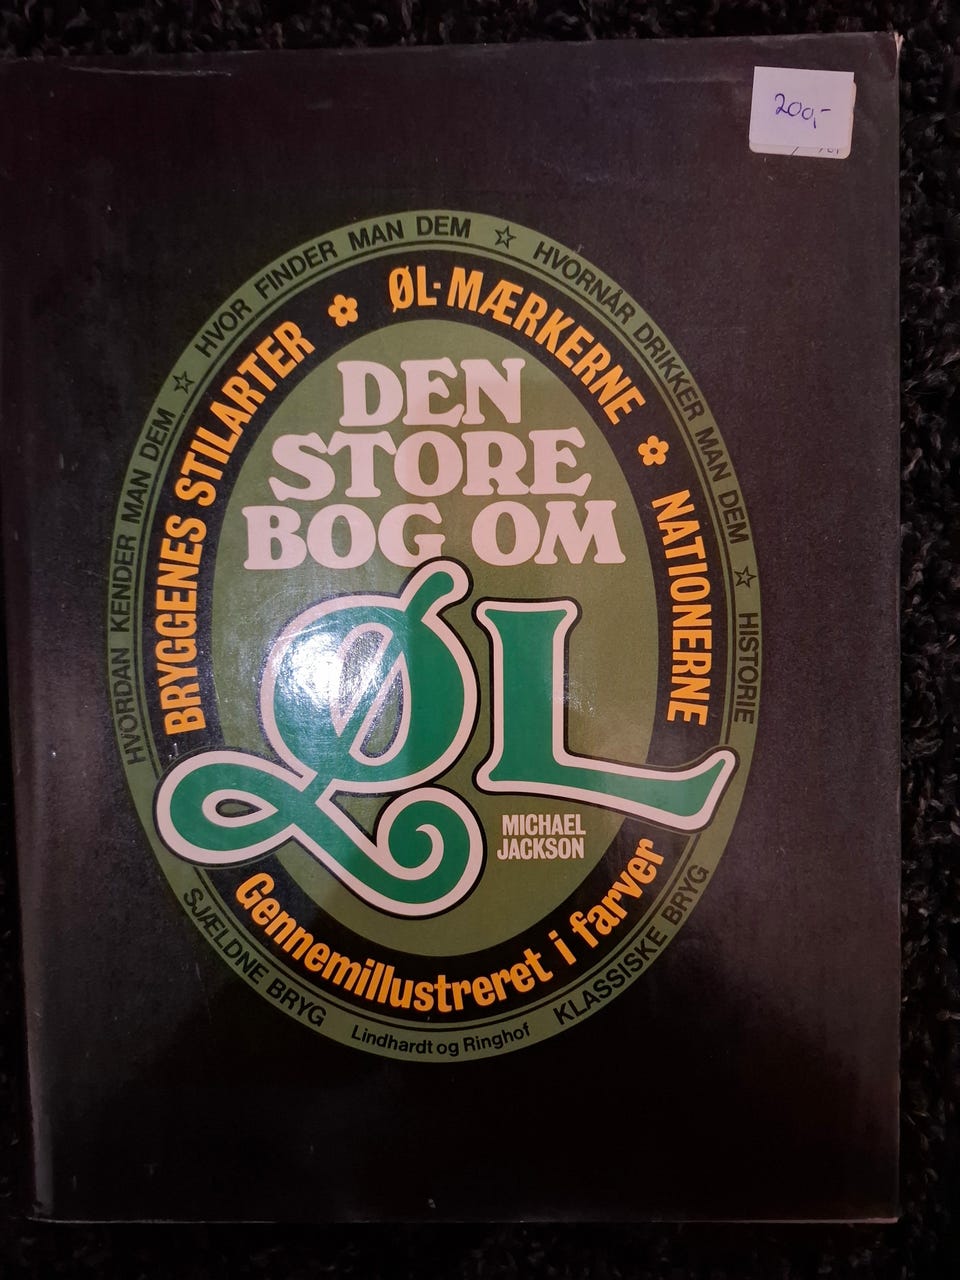 200,-
HVORDAN KENDER MAN DEM ☆ HVOR FINDER MAN DEM ☆ HVORNÅR DRIKKER MAN DEM ☆ HISTORIE
BRYGGENES STILARTER ✿ ØL-MÆRKERNE ✿ NATIONERNE
DEN
STORE
BOG OM
ØL
MICHAEL
JACKSON
Gennemillustreret i farver
SJÆLDNE BRYG Lindhardt og Ringhof KLASSISKE BRYG